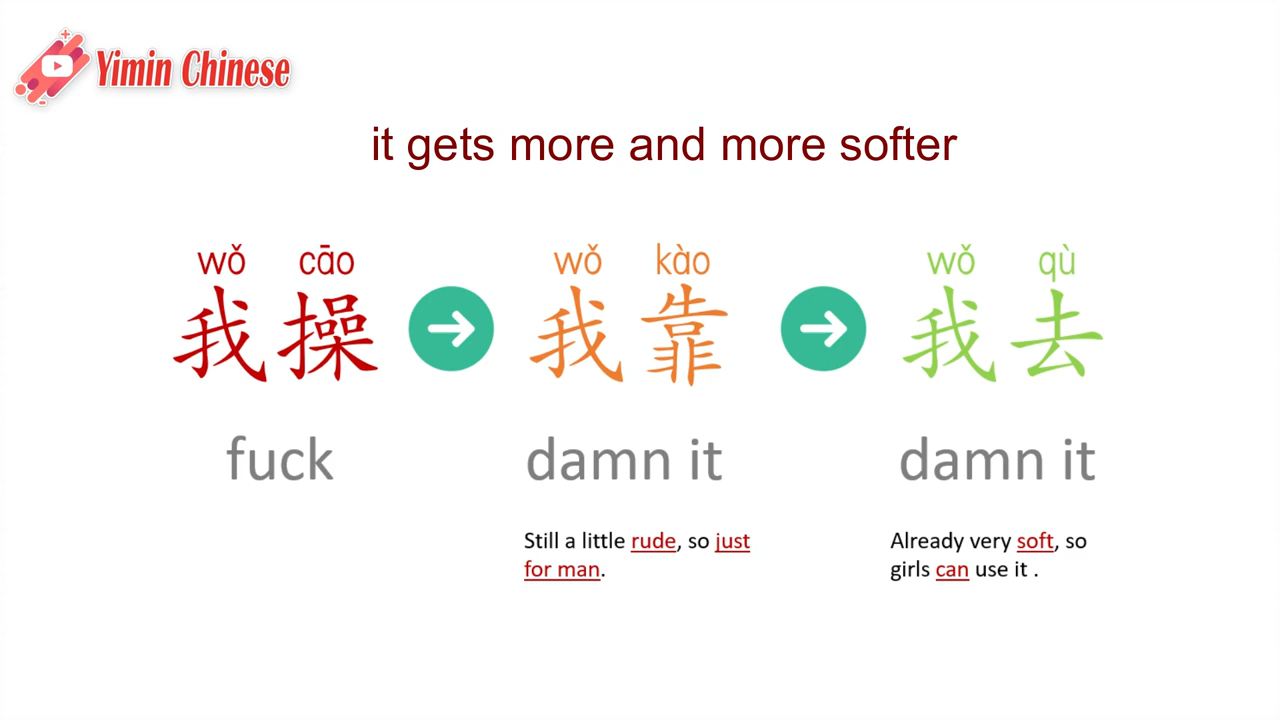 Yimin Chinese
it gets more and more softer
wǒ cāo wǒ kào wǒ qù
我操 我靠 我去
fuck damn it damn it
Still a little rude, so just
for man.
Already very soft, so
girls can use it .